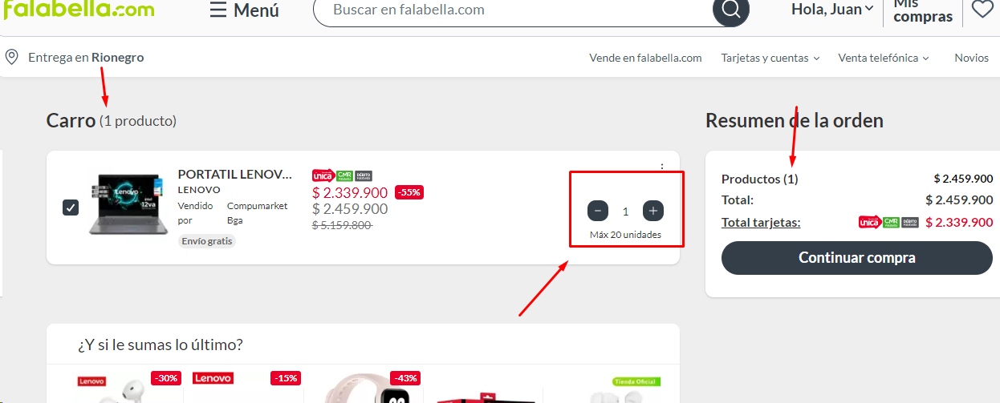 falabella.com
Menú
Buscar en falabella.com
Hola, Juan
Mis
compras
Entrega en Rionegro
Vende en falabella.com
Tarjetas y cuentas
Venta telefónica
Novios
Carro (1 producto)
PORTATIL LENOV...
LENOVO
Vendido por
Compumarket Bga
Envío gratis
única
CMR
DÉBITO
$ 2.339.900 -55%
$ 2.459.900
$ 5.159.800
- 1 +
Máx 20 unidades
Resumen de la orden
Productos (1) $ 2.459.900
Total: $ 2.459.900
Total tarjetas: única CMR DÉBITO $ 2.339.900
Continuar compra
¿Y si le sumas lo último?
Lenovo -30%
Lenovo -15%
-43%
Tienda Oficial